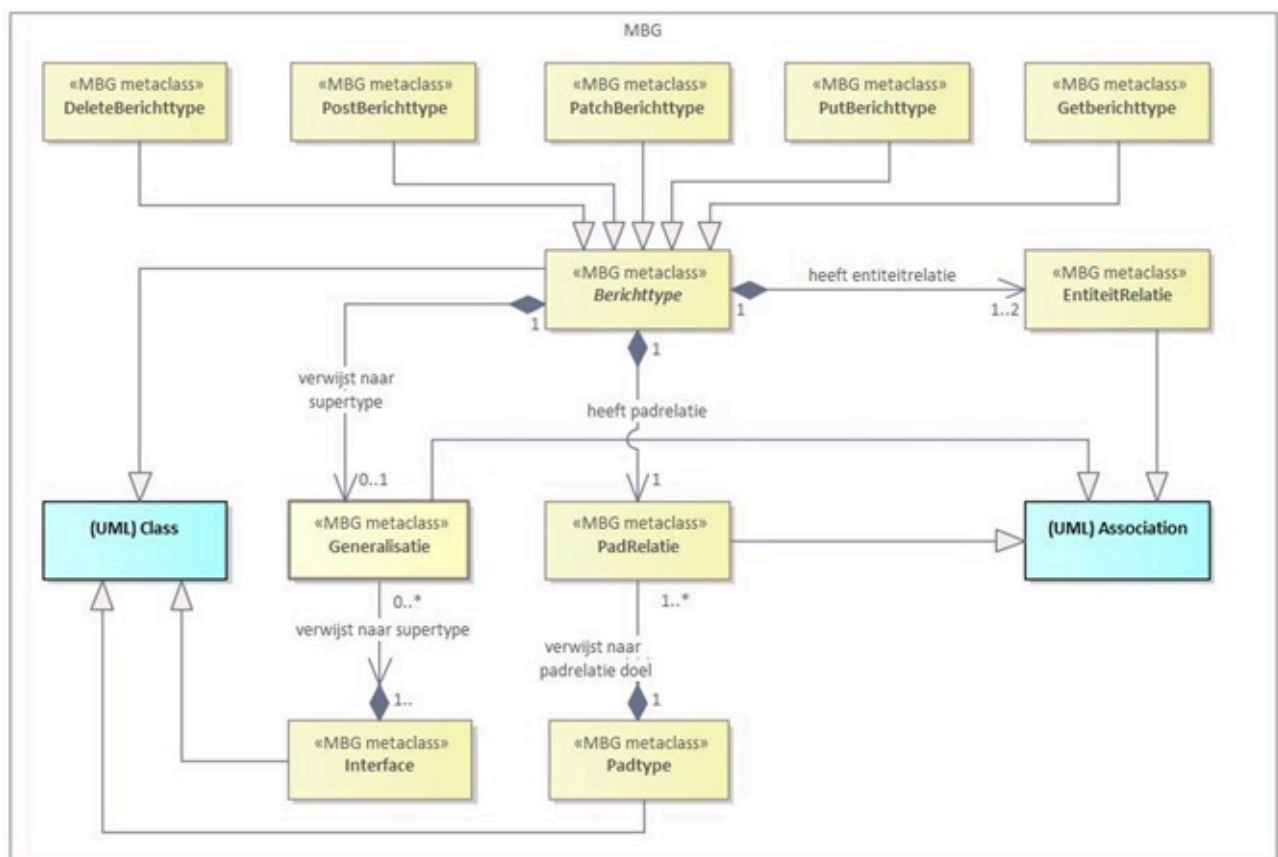 MBG
«MBG metaclass»
DeleteBerichttype
«MBG metaclass»
PostBerichttype
«MBG metaclass»
PatchBerichttype
«MBG metaclass»
PutBerichttype
«MBG metaclass»
Getberichttype
«MBG metaclass»
Berichttype
heeft entiteitrelatie
«MBG metaclass»
EntiteitRelatie
1
1
1..2
1
verwijst naar
supertype
heeft padrelatie
0..1
1
(UML) Class
«MBG metaclass»
Generalisatie
«MBG metaclass»
PadRelatie
(UML) Association
0..*
1..*
verwijst naar supertype
verwijst naar
padrelatie doel
1..
1
«MBG metaclass»
Interface
«MBG metaclass»
Padtype